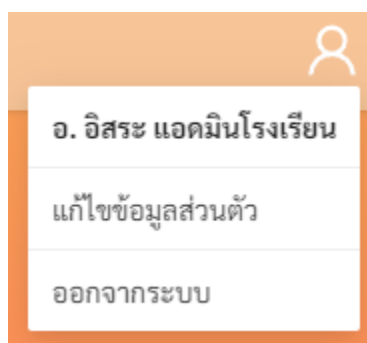 อ. อิสระ แอดมินโรงเรียน
แก้ไขข้อมูลส่วนตัว
ออกจากระบบ